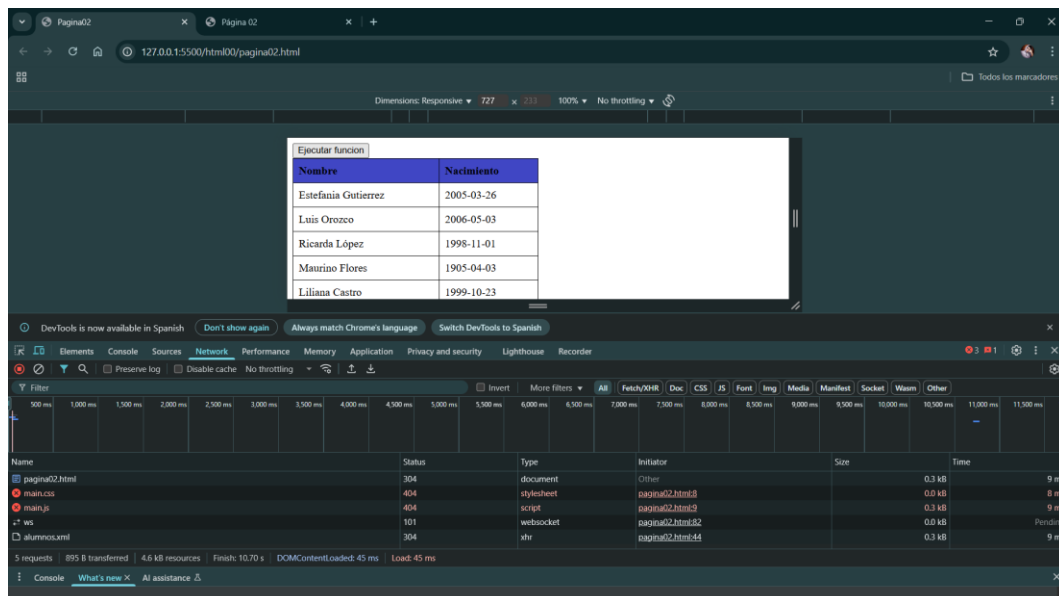 Pagina02
Página 02
127.0.0.1:5500/html00/pagina02.html
Todos los marcadores
Dimensions: Responsive 727 × 233 100% No throttling
Ejecutar funcion
Nombre Nacimiento
Estefania Gutierrez 2005-03-26
Luis Orozco 2006-05-03
Ricarda López 1998-11-01
Maurino Flores 1905-04-03
Liliana Castro 1999-10-23
DevTools is now available in Spanish Don't show again Always match Chrome's language Switch DevTools to Spanish
Elements Console Sources Network Performance Memory Application Privacy and security Lighthouse Recorder 3 1
Preserve log Disable cache No throttling
Filter Invert More filters All Fetch/XHR Doc CSS JS Font Img Media Manifest Socket Wasm Other
500 ms 1,000 ms 1,500 ms 2,000 ms 2,500 ms 3,000 ms 3,500 ms 4,000 ms 4,500 ms 5,000 ms 5,500 ms 6,000 ms 6,500 ms 7,000 ms 7,500 ms 8,000 ms 8,500 ms 9,000 ms 9,500 ms 10,000 ms 10,500 ms 11,000 ms 11,500 ms
Name Status Type Initiator Size Time
pagina02.html 304 document Other 0.3 kB 9 m
main.css 404 stylesheet pagina02.html:8 0.0 kB 8 m
main.js 404 script pagina02.html:9 0.3 kB 9 m
ws 101 websocket pagina02.html:82 0.0 kB Pendin
alumnos.xml 304 xhr pagina02.html:44 0.3 kB 9 m
5 requests 895 B transferred 4.6 kB resources Finish: 10.70 s DOMContentLoaded: 45 ms Load: 45 ms
Console What's new AI assistance